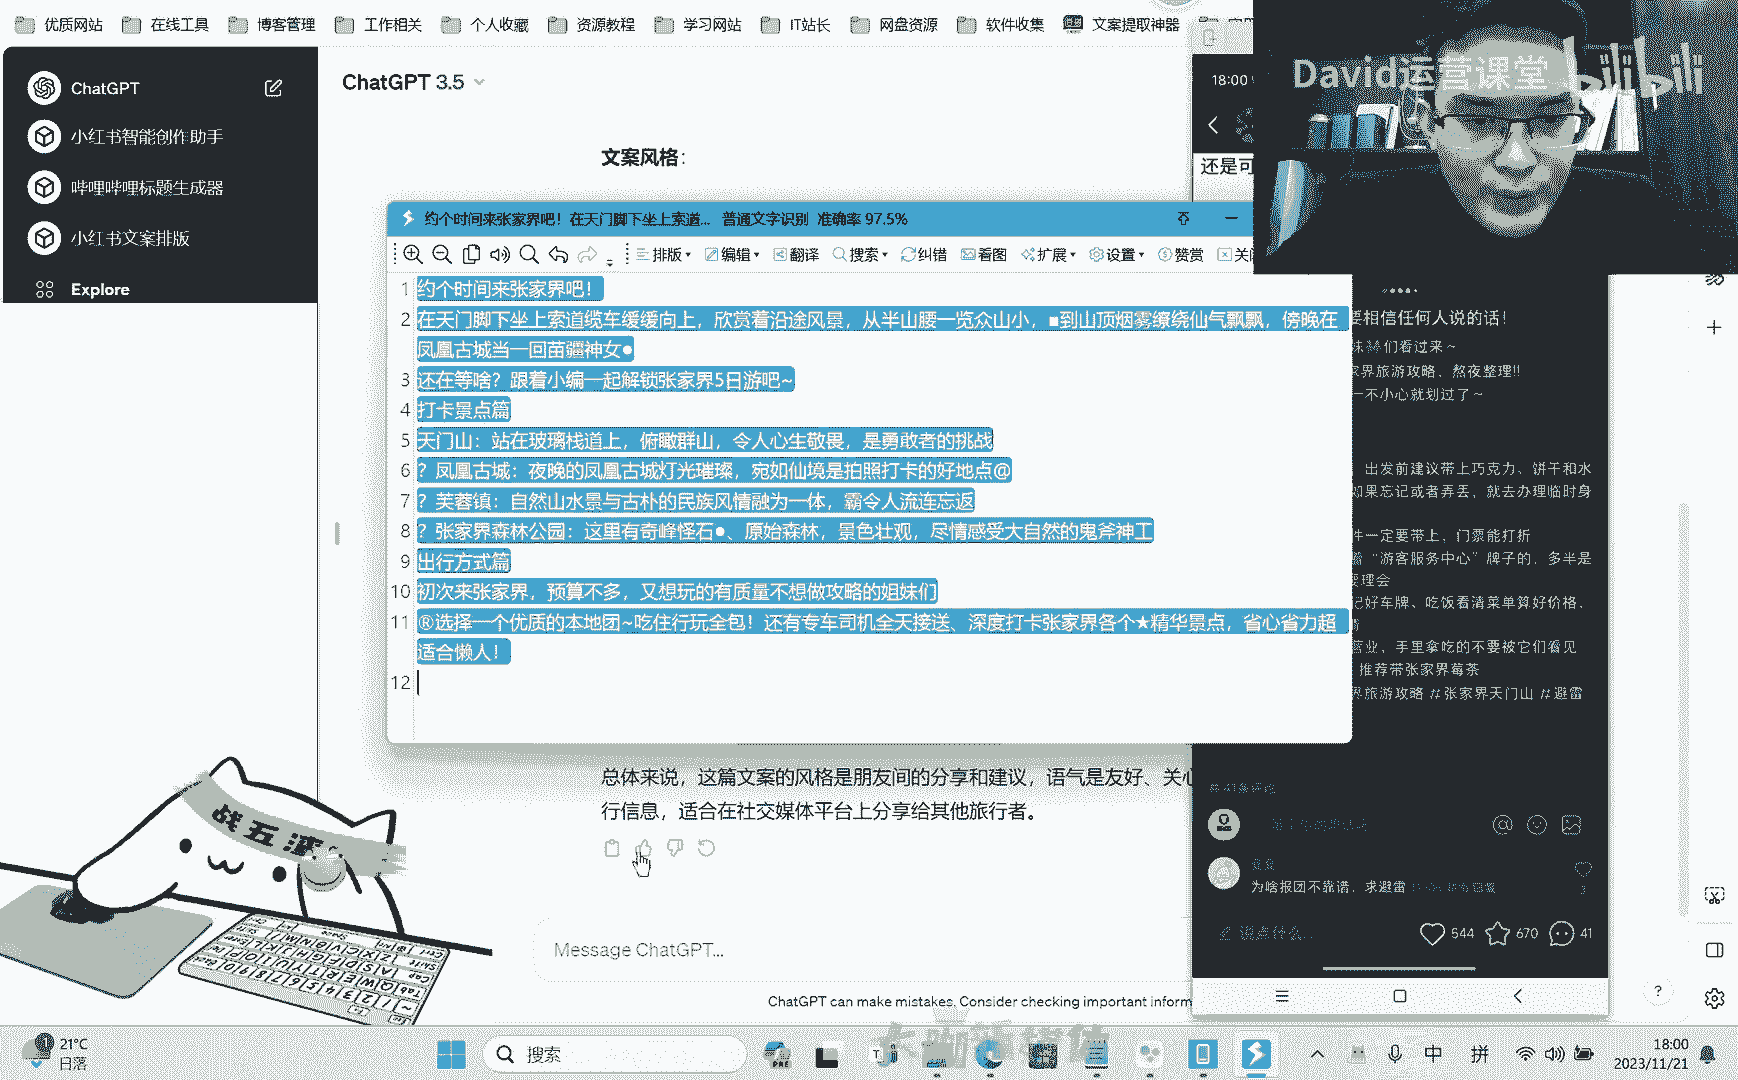 优质网站 在线工具 博客管理 工作相关 个人收藏 资源教程 学习网站 IT站长 网盘资源 软件收集 文案提取神器
ChatGPT
小红书智能创作助手
哔哩哔哩标题生成器
小红书文案排版
Explore
ChatGPT 3.5
文案风格：
18:00
David运营课堂 bilibili
还是可
约个时间来张家界吧！在天门脚下坐上索道... 普通文字识别 准确率 97.5%
排版 编辑 翻译 搜索 纠错 看图 扩展 设置 赞赏
1 约个时间来张家界吧！
2 在天门脚下坐上索道缆车缓缓向上，欣赏着沿途风景，从半山腰一览众山小，■到山顶烟雾缭绕仙气飘飘，傍晚在
凤凰古城当一回苗疆神女●
3 还在等啥？跟着小编一起解锁张家界5日游吧~
4 打卡景点篇
5 天门山：站在玻璃栈道上，俯瞰群山，令人心生敬畏，是勇敢者的挑战
6 ？凤凰古城：夜晚的凤凰古城灯光璀璨，宛如仙境是拍照打卡的好地点@
7 ？芙蓉镇：自然山水景与古朴的民族风情融为一体，霸令人流连忘返
8 ？张家界森林公园：这里有奇峰怪石●、原始森林，景色壮观，尽情感受大自然的鬼斧神工
9 出行方式篇
10 初次来张家界，预算不多，又想玩的有质量不想做攻略的姐妹们
11 ®选择一个优质的本地团~吃住行玩全包！还有专车司机全天接送、深度打卡张家界各个★精华景点，省心省力超
适合懒人！
12
要相信任何人说的话！
们看过来～
界旅游攻略、熬夜整理!!
一不小心就划过了～
出发前建议带上巧克力、饼干和水
如果忘记或者弄丢，就去办理临时身
件一定要带上，门票能打折
“游客服务中心”牌子的，多半是
理会
记好车牌、吃饭看清菜单算好价格，
营业，手里拿吃的不要被它们看见
推荐带张家界莓茶
界旅游攻略 #张家界天门山 #避雷
总体来说，这篇文案的风格是朋友间的分享和建议，语气是友好、关心
行信息，适合在社交媒体平台上分享给其他旅行者。
为啥报团不靠谱，求避雷
说点什么...
544 670 41
Message ChatGPT...
ChatGPT can make mistakes. Consider checking important inform
战五渣
21°C
日落
搜索
中 拼
18:00
2023/11/21